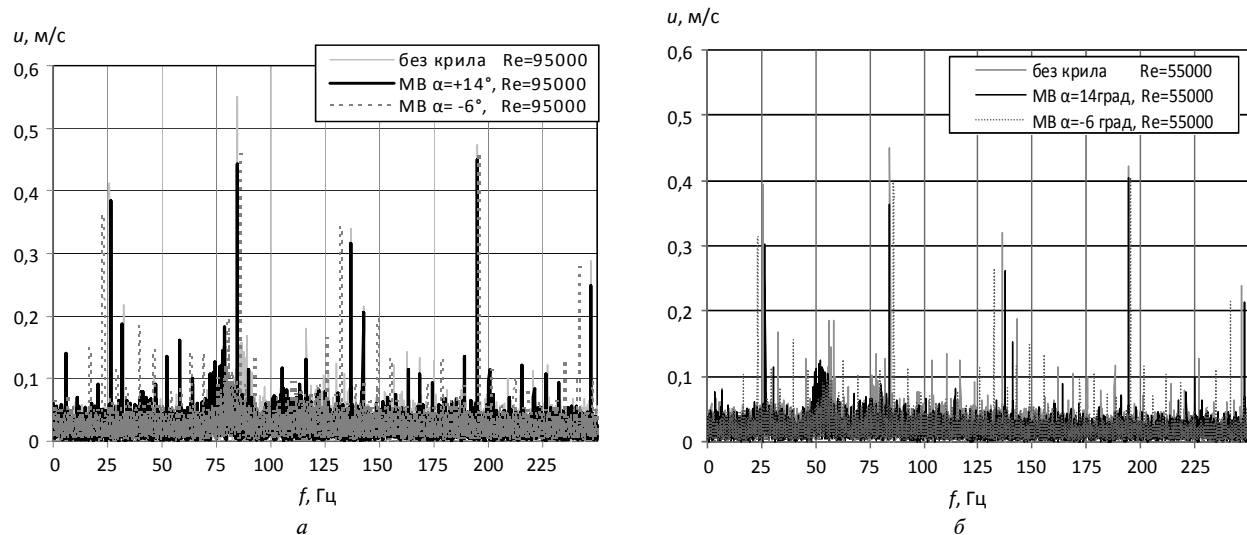 u, м/с
0,6
0,5
0,4
0,3
0,2
0,1
0
без крила Re=95000
МВ α=+14°, Re=95000
МВ α= -6°, Re=95000
0 25 50 75 100 125 150 175 200 225
f, Гц
а
u, м/с
0,6
0,5
0,4
0,3
0,2
0,1
0
без крила Re=55000
МВ α=14град, Re=55000
МВ α=-6 град, Re=55000
0 25 50 75 100 125 150 175 200 225
f, Гц
б